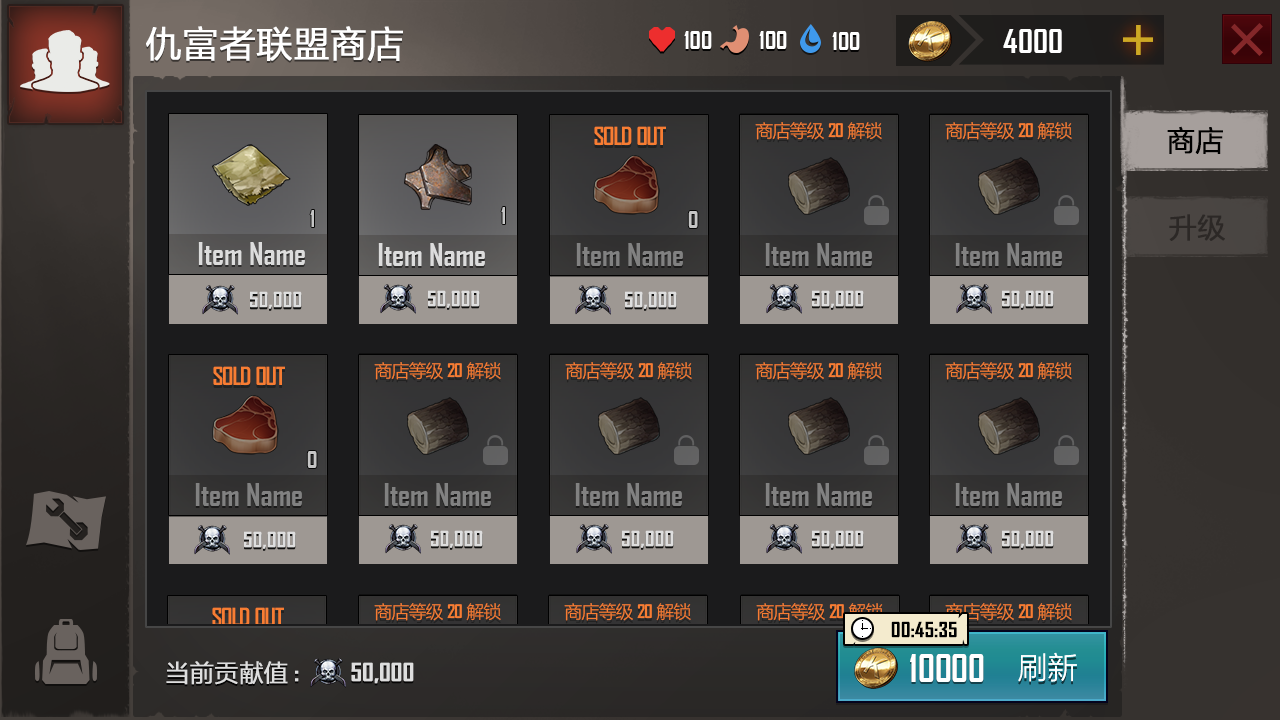 仇富者联盟商店
100 100 100
4000
商店
升级
1
Item Name
50,000
1
Item Name
50,000
SOLD OUT
0
Item Name
50,000
商店等级 20 解锁
Item Name
50,000
商店等级 20 解锁
Item Name
50,000
SOLD OUT
0
Item Name
50,000
商店等级 20 解锁
Item Name
50,000
商店等级 20 解锁
Item Name
50,000
商店等级 20 解锁
Item Name
50,000
商店等级 20 解锁
Item Name
50,000
SOLD OUT
商店等级 20 解锁
商店等级 20 解锁
商店等级 20 解锁
商店等级 20 解锁
当前贡献值：50,000
00:45:35
10000 刷新